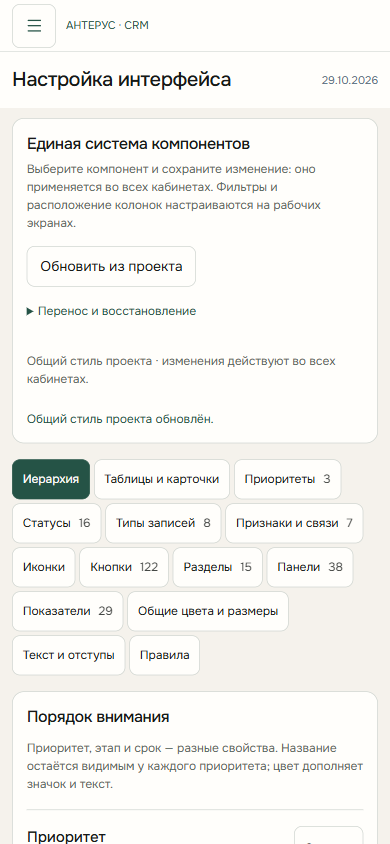 АНТЕРУС · CRM
Настройка интерфейса
29.10.2026
Единая система компонентов
Выберите компонент и сохраните изменение: оно
применяется во всех кабинетах. Фильтры и
расположение колонок настраиваются на рабочих
экранах.
Обновить из проекта
Перенос и восстановление
Общий стиль проекта · изменения действуют во всех
кабинетах.
Общий стиль проекта обновлён.
Иерархия
Таблицы и карточки
Приоритеты 3
Статусы 16
Типы записей 8
Признаки и связи 7
Иконки
Кнопки 122
Разделы 15
Панели 38
Показатели 29
Общие цвета и размеры
Текст и отступы
Правила
Порядок внимания
Приоритет, этап и срок — разные свойства. Название
остаётся видимым у каждого приоритета; цвет дополняет
значок и текст.
Приоритет